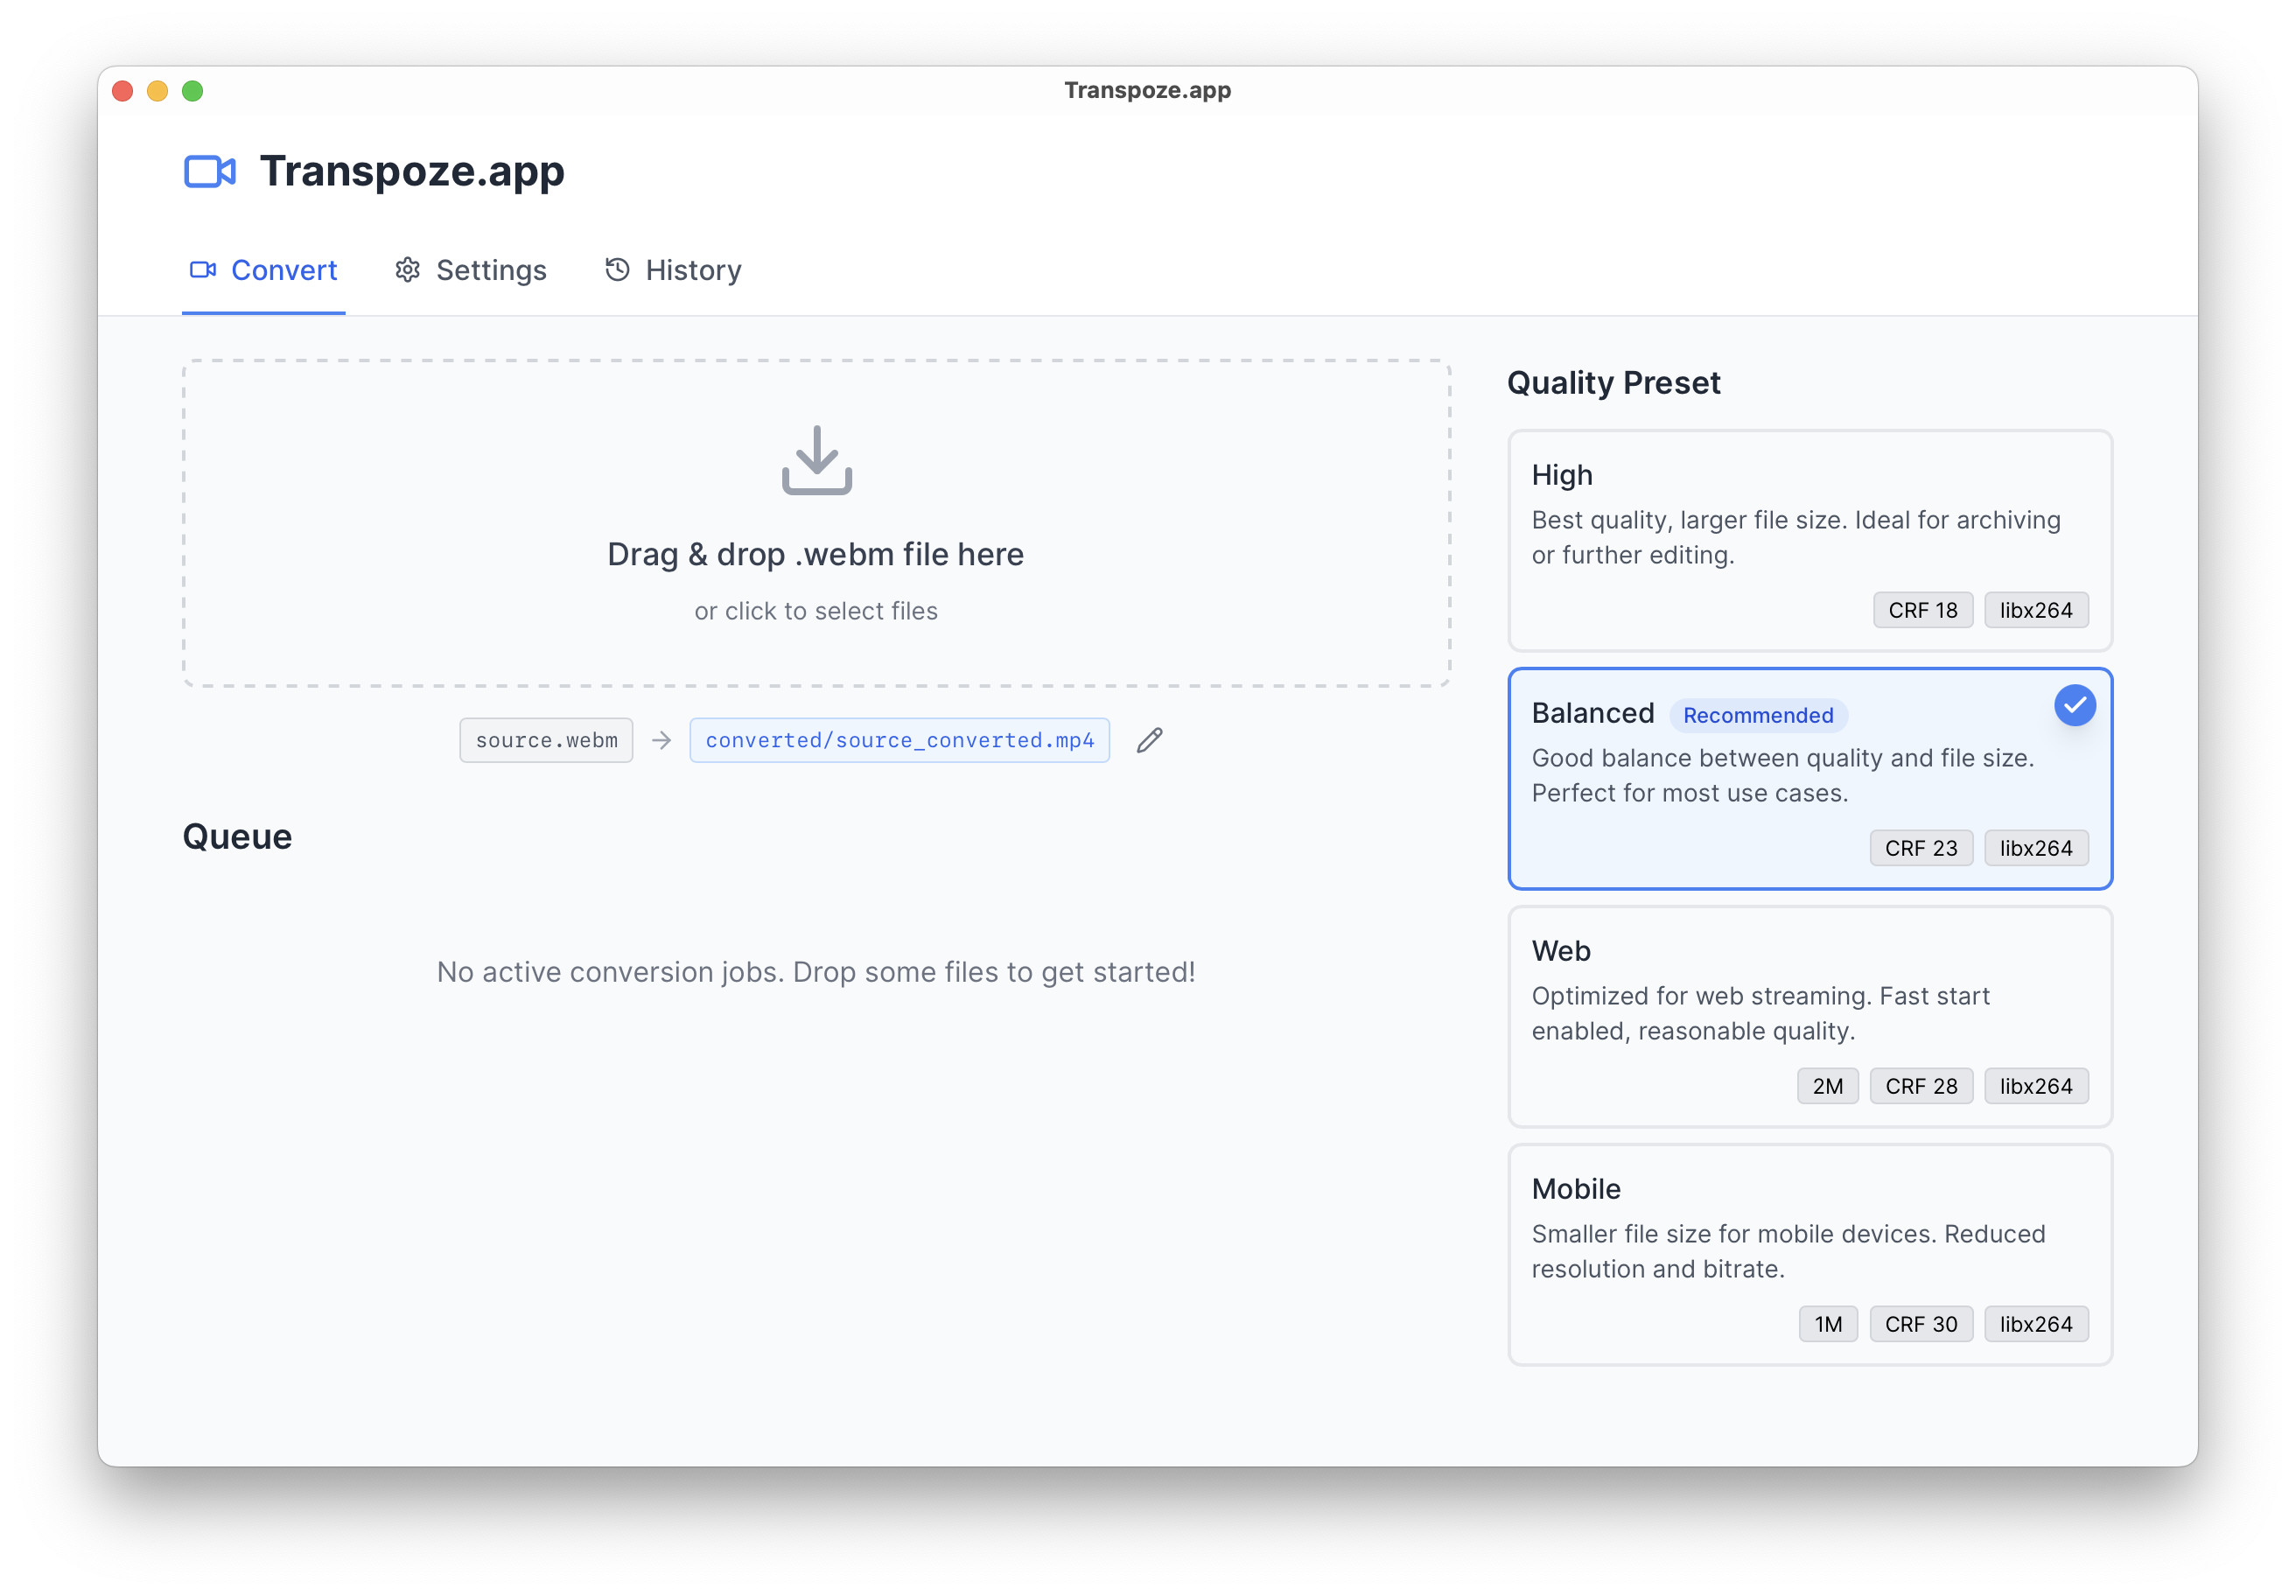 Transpoze.app
Transpoze.app
Convert
Settings
History
Drag & drop .webm file here
or click to select files
source.webm → converted/source_converted.mp4
Queue
No active conversion jobs. Drop some files to get started!
Quality Preset
High
Best quality, larger file size. Ideal for archiving
or further editing.
CRF 18 libx264
Balanced Recommended
Good balance between quality and file size.
Perfect for most use cases.
CRF 23 libx264
Web
Optimized for web streaming. Fast start
enabled, reasonable quality.
2M CRF 28 libx264
Mobile
Smaller file size for mobile devices. Reduced
resolution and bitrate.
1M CRF 30 libx264